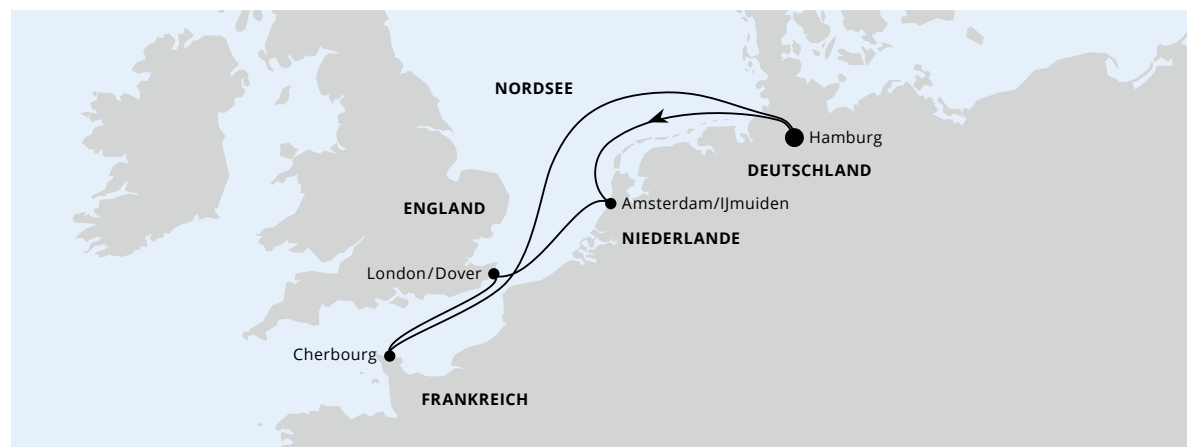 NORDSEE
Hamburg
DEUTSCHLAND
Amsterdam/IJmuiden
ENGLAND
NIEDERLANDE
London/Dover
Cherbourg
FRANKREICH